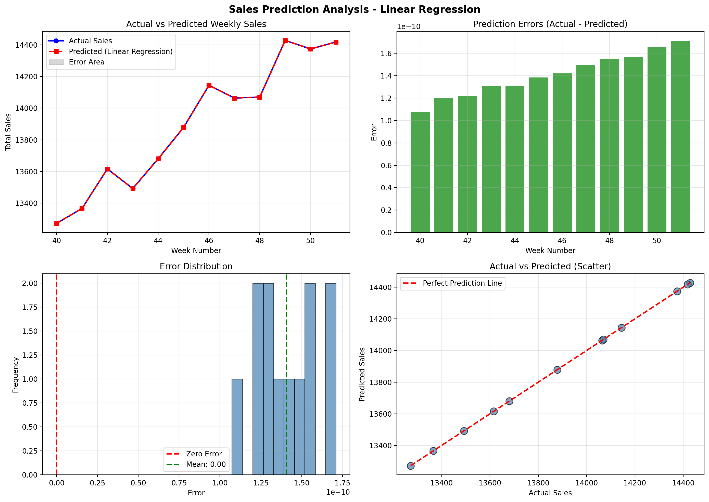 Sales Prediction Analysis - Linear Regression
Actual vs Predicted Weekly Sales
Actual Sales
Predicted (Linear Regression)
Error Area
Total Sales
14400
14200
14000
13800
13600
13400
40
42
44
46
48
50
Week Number
Prediction Errors (Actual - Predicted)
1e−10
Error
1.6
1.4
1.2
1.0
0.8
0.6
0.4
0.2
0.0
40
42
44
46
48
50
Week Number
Error Distribution
Frequency
2.00
1.75
1.50
1.25
1.00
0.75
0.50
0.25
0.00
Zero Error
Mean: 0.00
0.00
0.25
0.50
0.75
1.00
1.25
1.50
1.75
1e−10
Error
Actual vs Predicted (Scatter)
Perfect Prediction Line
Predicted Sales
14400
14200
14000
13800
13600
13400
13400
13600
13800
14000
14200
14400
Actual Sales